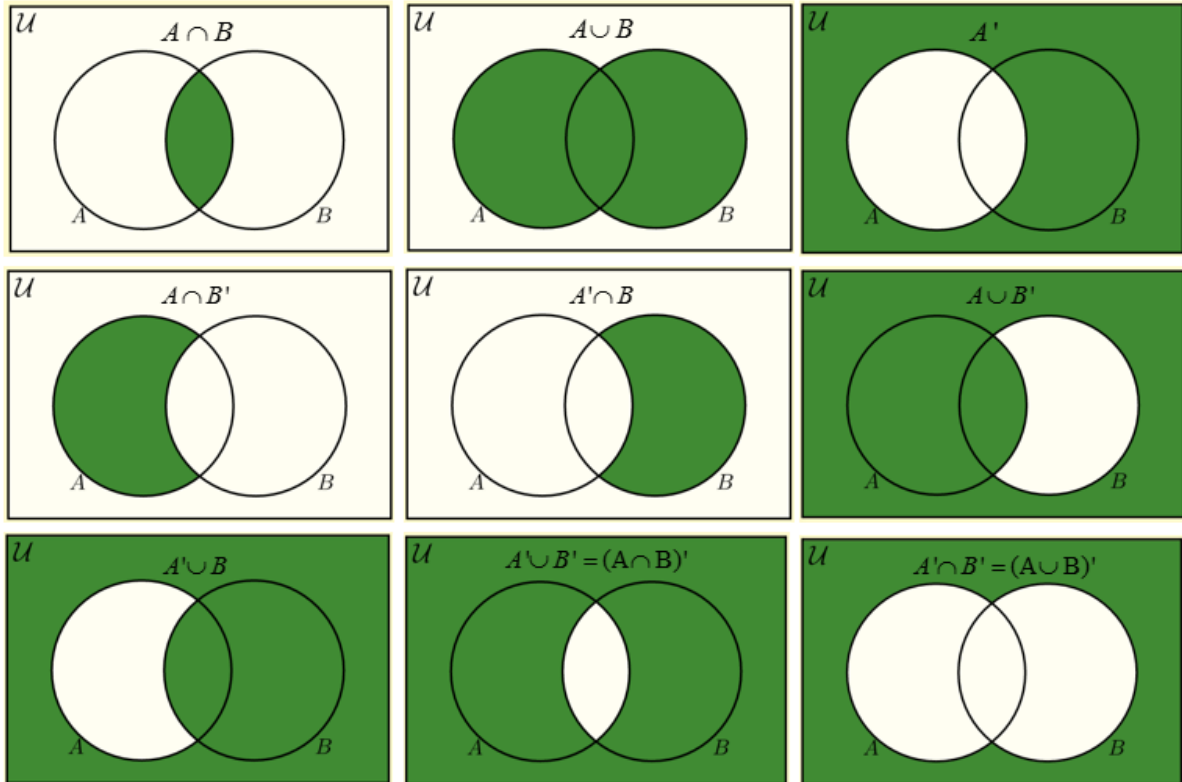 𝒰
A ∩ B
A
B
𝒰
A ∪ B
A
B
𝒰
A'
A
B
𝒰
A ∩ B'
A
B
𝒰
A' ∩ B
A
B
𝒰
A ∪ B'
A
B
𝒰
A' ∪ B
A
B
𝒰
A' ∪ B' = (A ∩ B)'
A
B
𝒰
A' ∩ B' = (A ∪ B)'
A
B